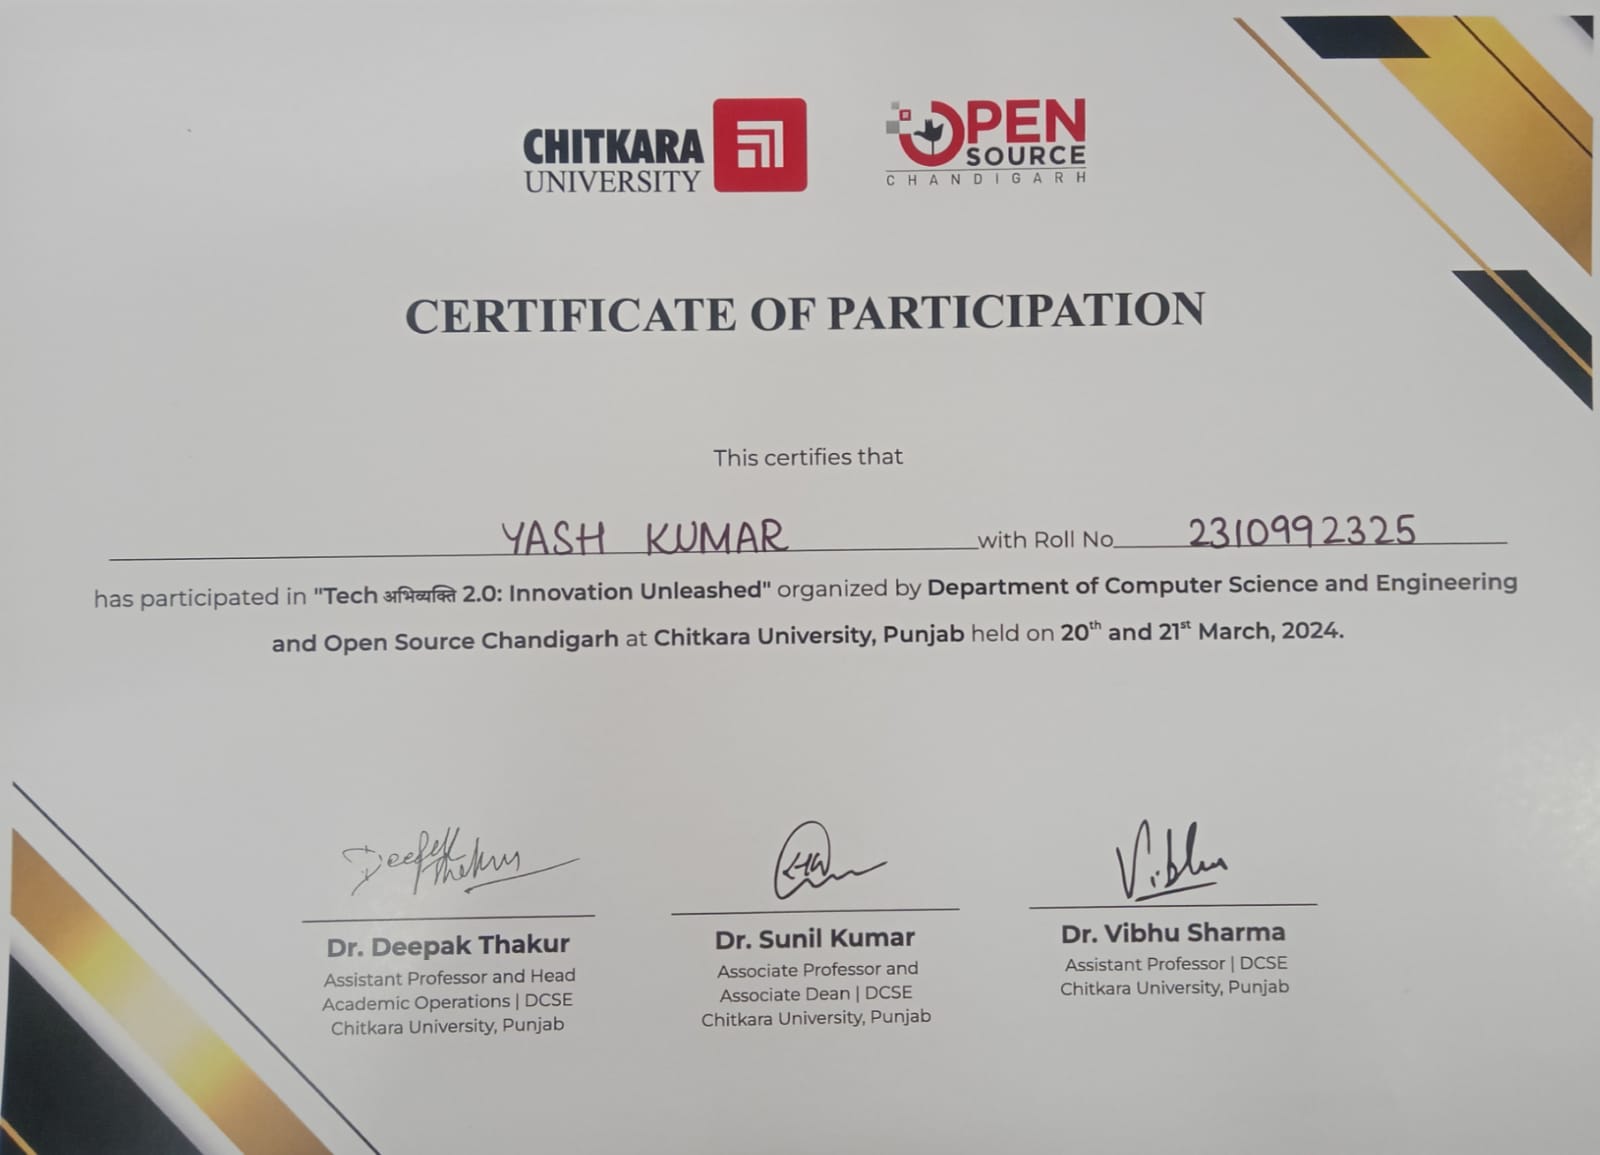 CHITKARA
UNIVERSITY
OPEN
SOURCE
CHANDIGARH
CERTIFICATE OF PARTICIPATION
This certifies that
YASH KUMAR with Roll No 2310992325
has participated in "Tech अभिव्यक्ति 2.0: Innovation Unleashed" organized by Department of Computer Science and Engineering
and Open Source Chandigarh at Chitkara University, Punjab held on 20th and 21st March, 2024.
Deepak Thakur
Vibhu
Dr. Deepak Thakur
Assistant Professor and Head
Academic Operations | DCSE
Chitkara University, Punjab
Dr. Sunil Kumar
Associate Professor and
Associate Dean | DCSE
Chitkara University, Punjab
Dr. Vibhu Sharma
Assistant Professor | DCSE
Chitkara University, Punjab